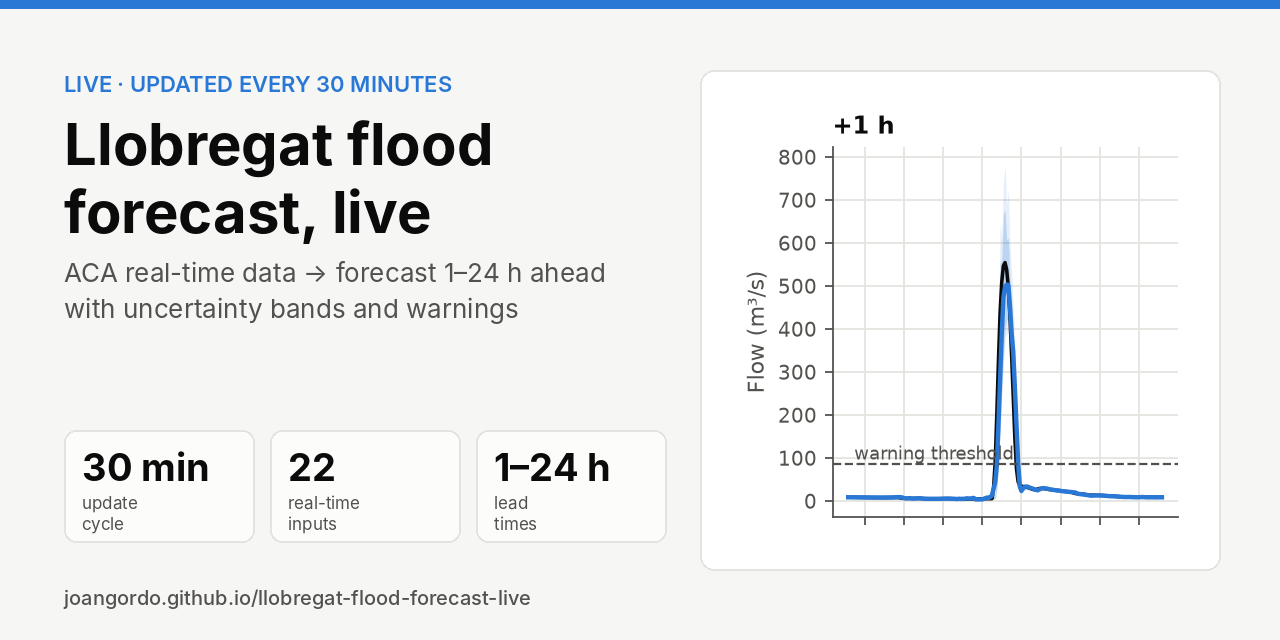 LIVE · UPDATED EVERY 30 MINUTES
Llobregat flood
forecast, live
ACA real-time data → forecast 1–24 h ahead
with uncertainty bands and warnings
30 min
update
cycle
22
real-time
inputs
1–24 h
lead
times
joangordo.github.io/llobregat-flood-forecast-live
+1 h
Flow (m³/s)
800
700
600
500
400
300
200
100
0
warning threshold